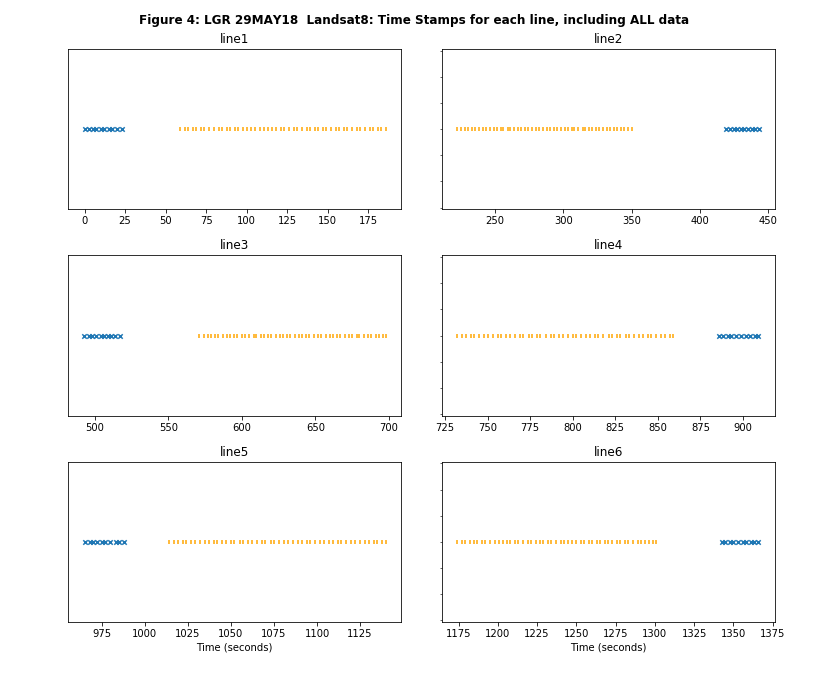 Figure 4: LGR 29MAY18  Landsat8: Time Stamps for each line, including ALL data
line1
line2
0 25 50 75 100 125 150 175
250 300 350 400 450
line3
line4
500 550 600 650 700
725 750 775 800 825 850 875 900
line5
line6
975 1000 1025 1050 1075 1100 1125
1175 1200 1225 1250 1275 1300 1325 1350 1375
Time (seconds)
Time (seconds)